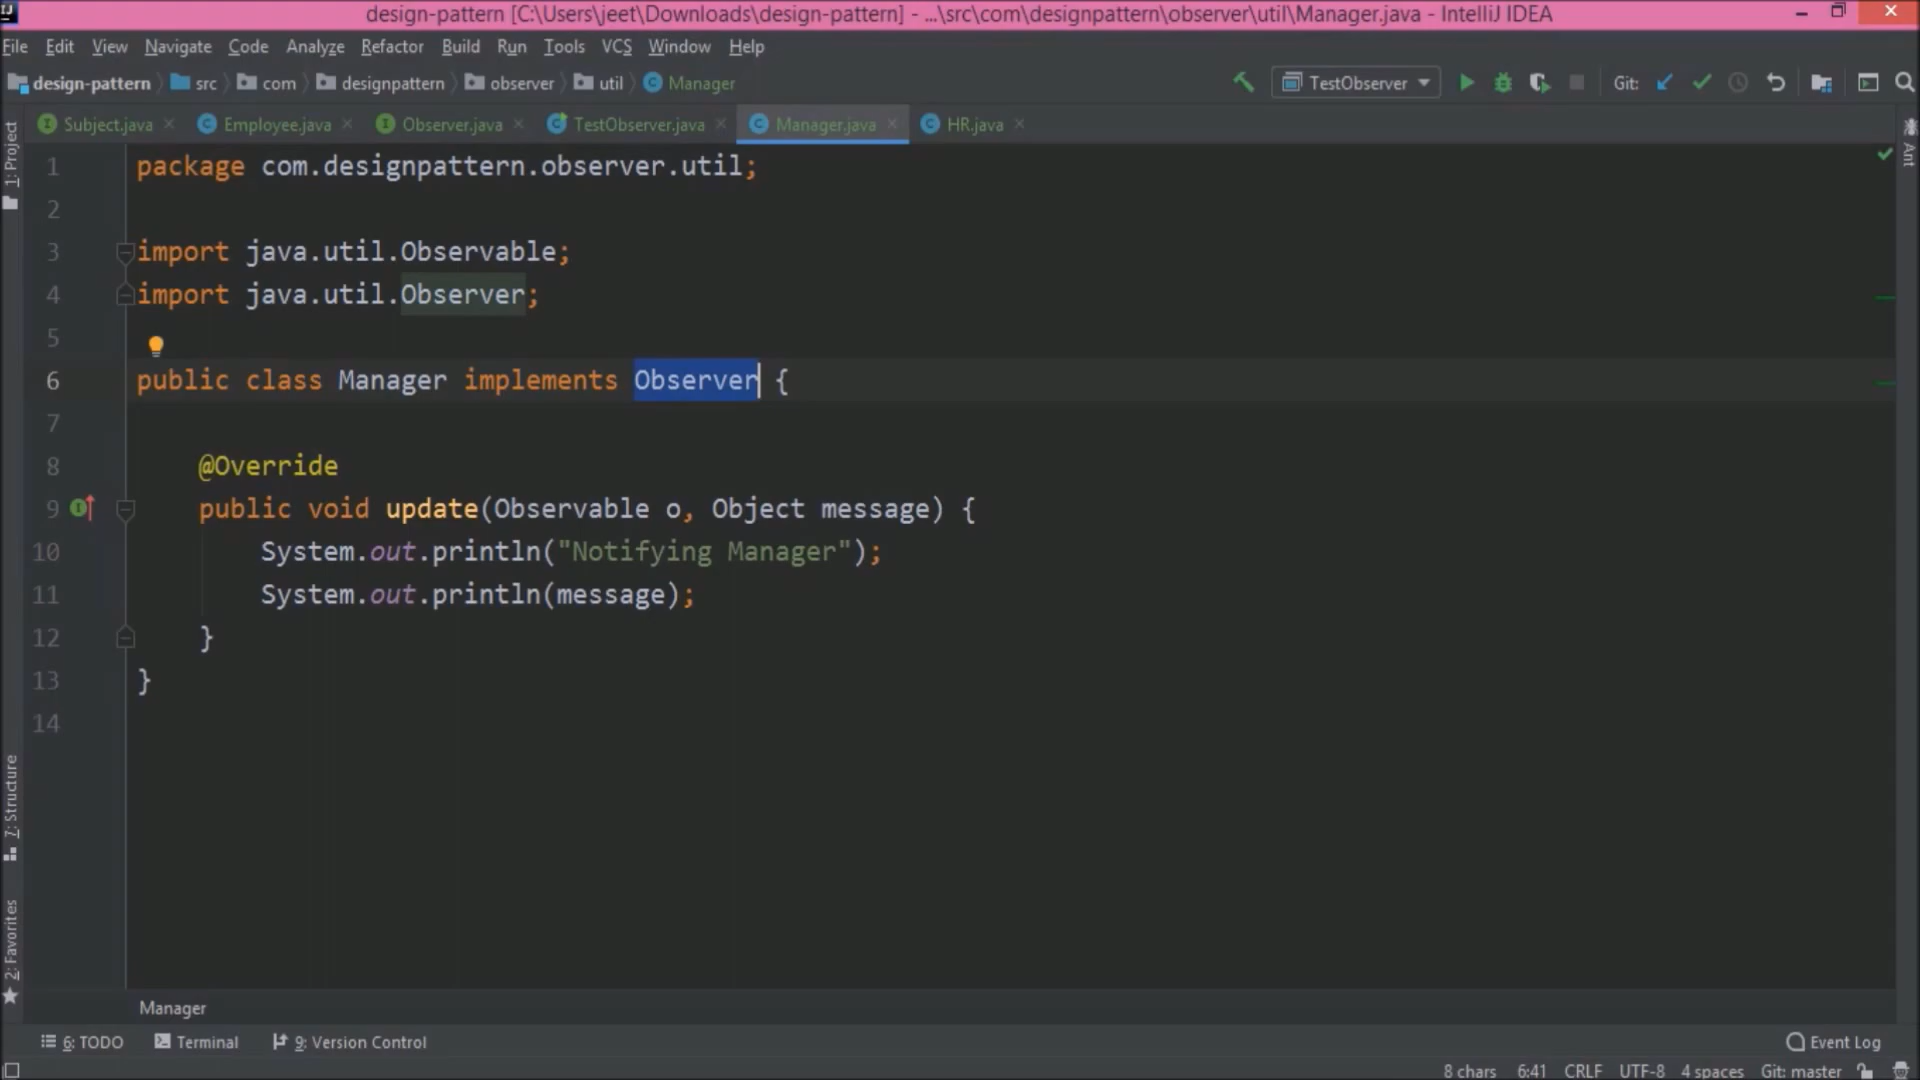 design-pattern [C:\Users\jeet\Downloads\design-pattern] - ...\src\com\designpattern\observer\util\Manager.java - IntelliJ IDEA
File Edit View Navigate Code Analyze Refactor Build Run Tools VCS Window Help
design-pattern src com designpattern observer util Manager TestObserver Git:
Subject.java Employee.java Observer.java TestObserver.java Manager.java HR.java
1: Project
Ant
1 package com.designpattern.observer.util;
2
3 import java.util.Observable;
4 import java.util.Observer;
5
6 public class Manager implements Observer {
7
8 @Override
9 public void update(Observable o, Object message) {
10 System.out.println("Notifying Manager");
11 System.out.println(message);
12 }
13 }
14
7: Structure
2: Favorites
Manager
6: TODO Terminal 9: Version Control Event Log
8 chars 6:41 CRLF UTF-8 4 spaces Git: master